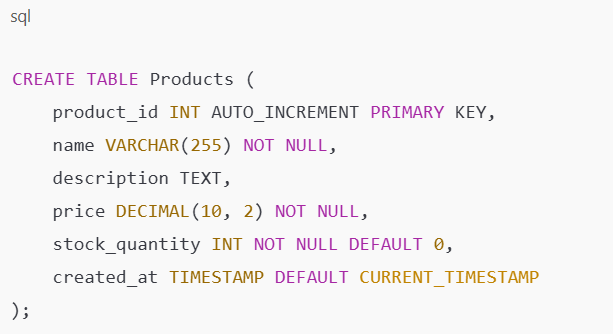 sql
CREATE TABLE Products (
    product_id INT AUTO_INCREMENT PRIMARY KEY,
    name VARCHAR(255) NOT NULL,
    description TEXT,
    price DECIMAL(10, 2) NOT NULL,
    stock_quantity INT NOT NULL DEFAULT 0,
    created_at TIMESTAMP DEFAULT CURRENT_TIMESTAMP
);